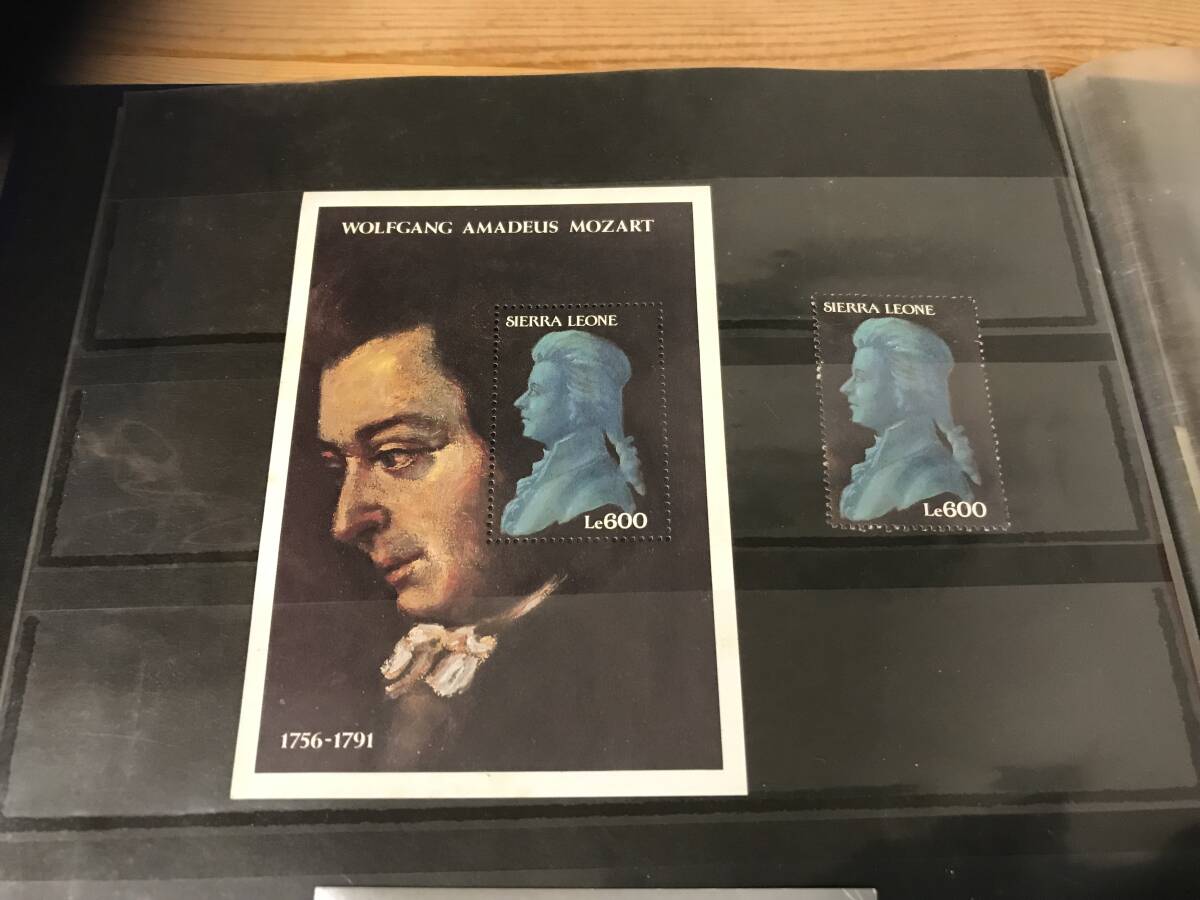 WOLFGANG AMADEUS MOZART
SIERRA LEONE
Le600
1756-1791
SIERRA LEONE
Le600